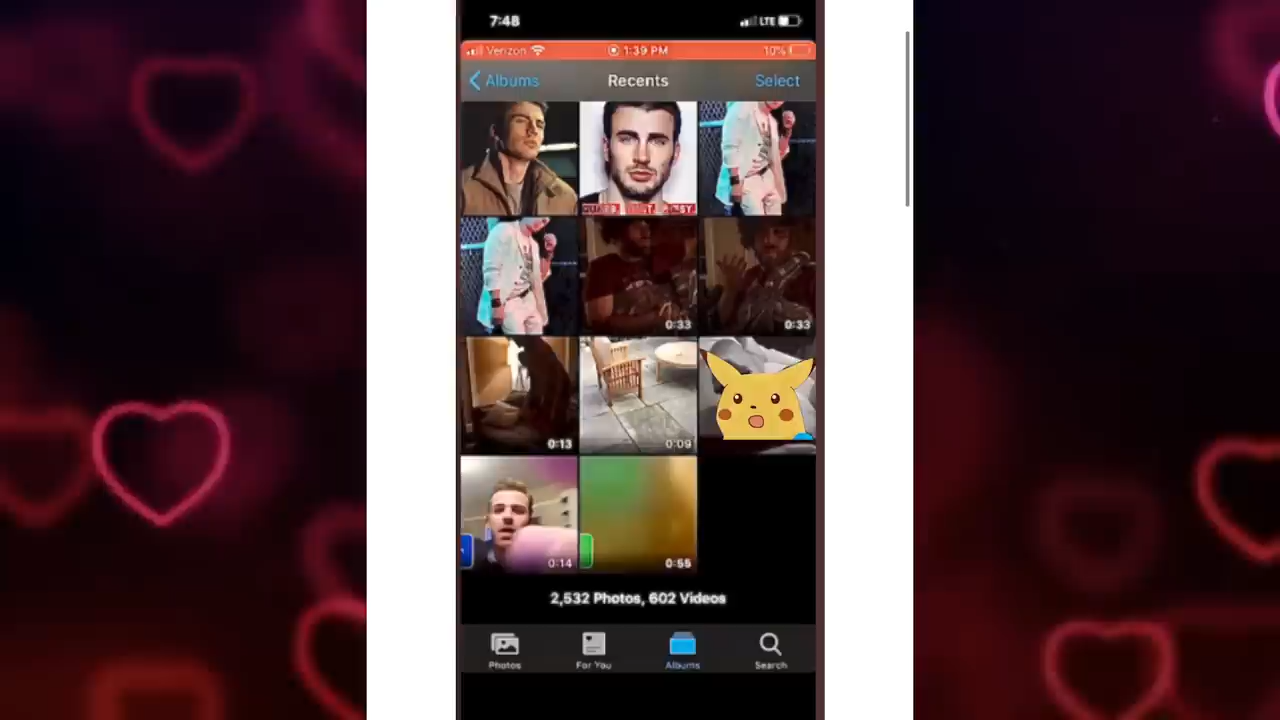 7:48
LTE
Verizon
1:39 PM
10%
Albums
Recents
Select
0:33
0:33
0:13
0:09
0:14
0:55
2,532 Photos, 602 Videos
Photos
For You
Albums
Search